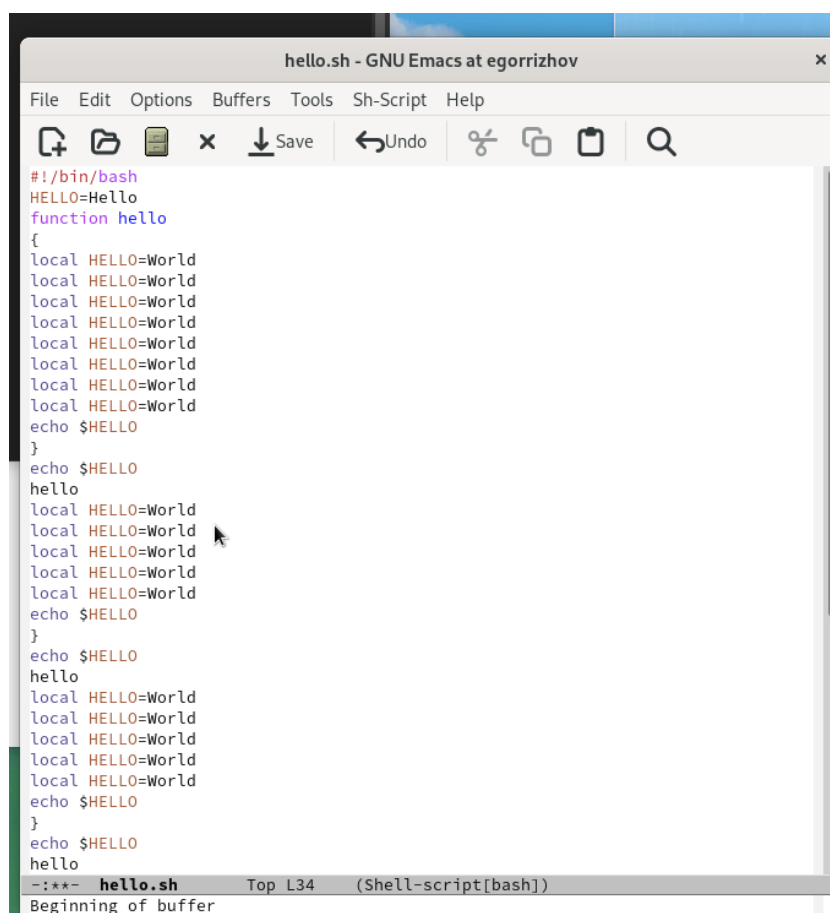 hello.sh - GNU Emacs at egorrizhov
File Edit Options Buffers Tools Sh-Script Help
Save Undo
#!/bin/bash
HELLO=Hello
function hello
{
local HELLO=World
local HELLO=World
local HELLO=World
local HELLO=World
local HELLO=World
local HELLO=World
local HELLO=World
local HELLO=World
echo $HELLO
}
echo $HELLO
hello
local HELLO=World
local HELLO=World
local HELLO=World
local HELLO=World
local HELLO=World
echo $HELLO
}
echo $HELLO
hello
local HELLO=World
local HELLO=World
local HELLO=World
local HELLO=World
local HELLO=World
echo $HELLO
}
echo $HELLO
hello
-:**- hello.sh Top L34 (Shell-script[bash])
Beginning of buffer